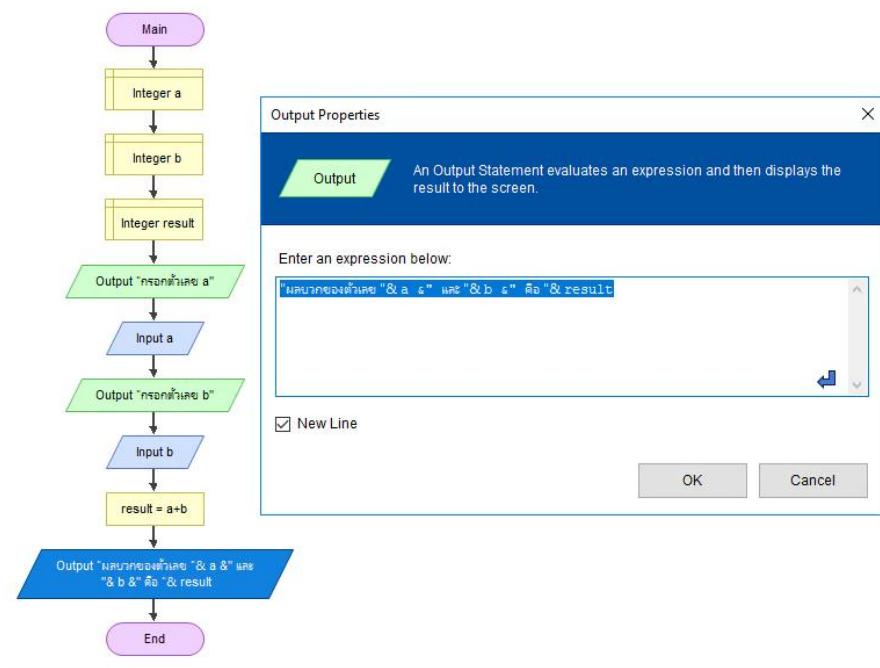 Main
Integer a
Integer b
Integer result
Output "กรอกตัวเลข a"
Input a
Output "กรอกตัวเลข b"
Input b
result = a+b
Output "ผลบวกของตัวเลข "& a &" และ
"& b &" คือ "& result
End
Output Properties
Output
An Output Statement evaluates an expression and then displays the
result to the screen.
Enter an expression below:
"ผลบวกของตัวเลข "& a &" และ "& b &" คือ "& result
New Line
OK
Cancel